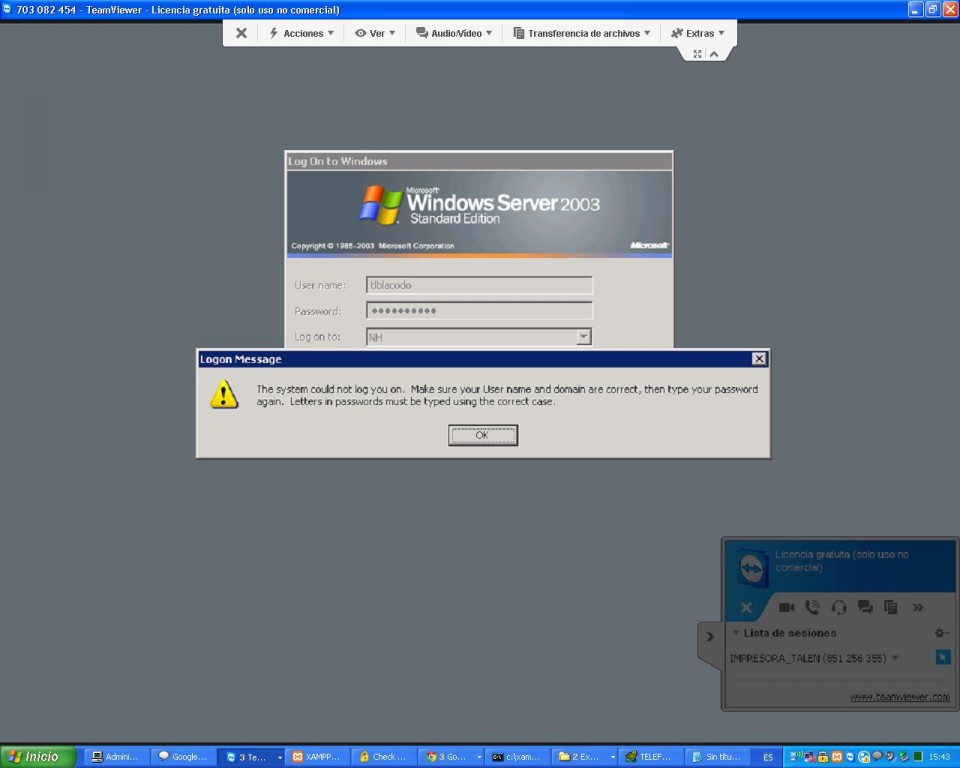 703 082 454 - TeamViewer - Licencia gratuita (solo uso no comercial)
Acciones Ver Audio/Vídeo Transferencia de archivos Extras
Log On to Windows
Microsoft
Windows Server 2003
Standard Edition
Copyright © 1985-2003 Microsoft Corporation Microsoft
User name: tlblacodo
Password: ●●●●●●●●●●
Log on to: NH
Logon Message
The system could not log you on. Make sure your User name and domain are correct, then type your password
again. Letters in passwords must be typed using the correct case.
OK
Licencia gratuita (solo uso no
comercial)
Lista de sesiones
IMPRESORA_TALEN (851 256 355)
www.teamviewer.com
Inicio Admini... Google... 3 Te... XAMPP... Check ... 3 Go... c:\xam... 2 Ex... TELEF... Sin títu... ES 15:43